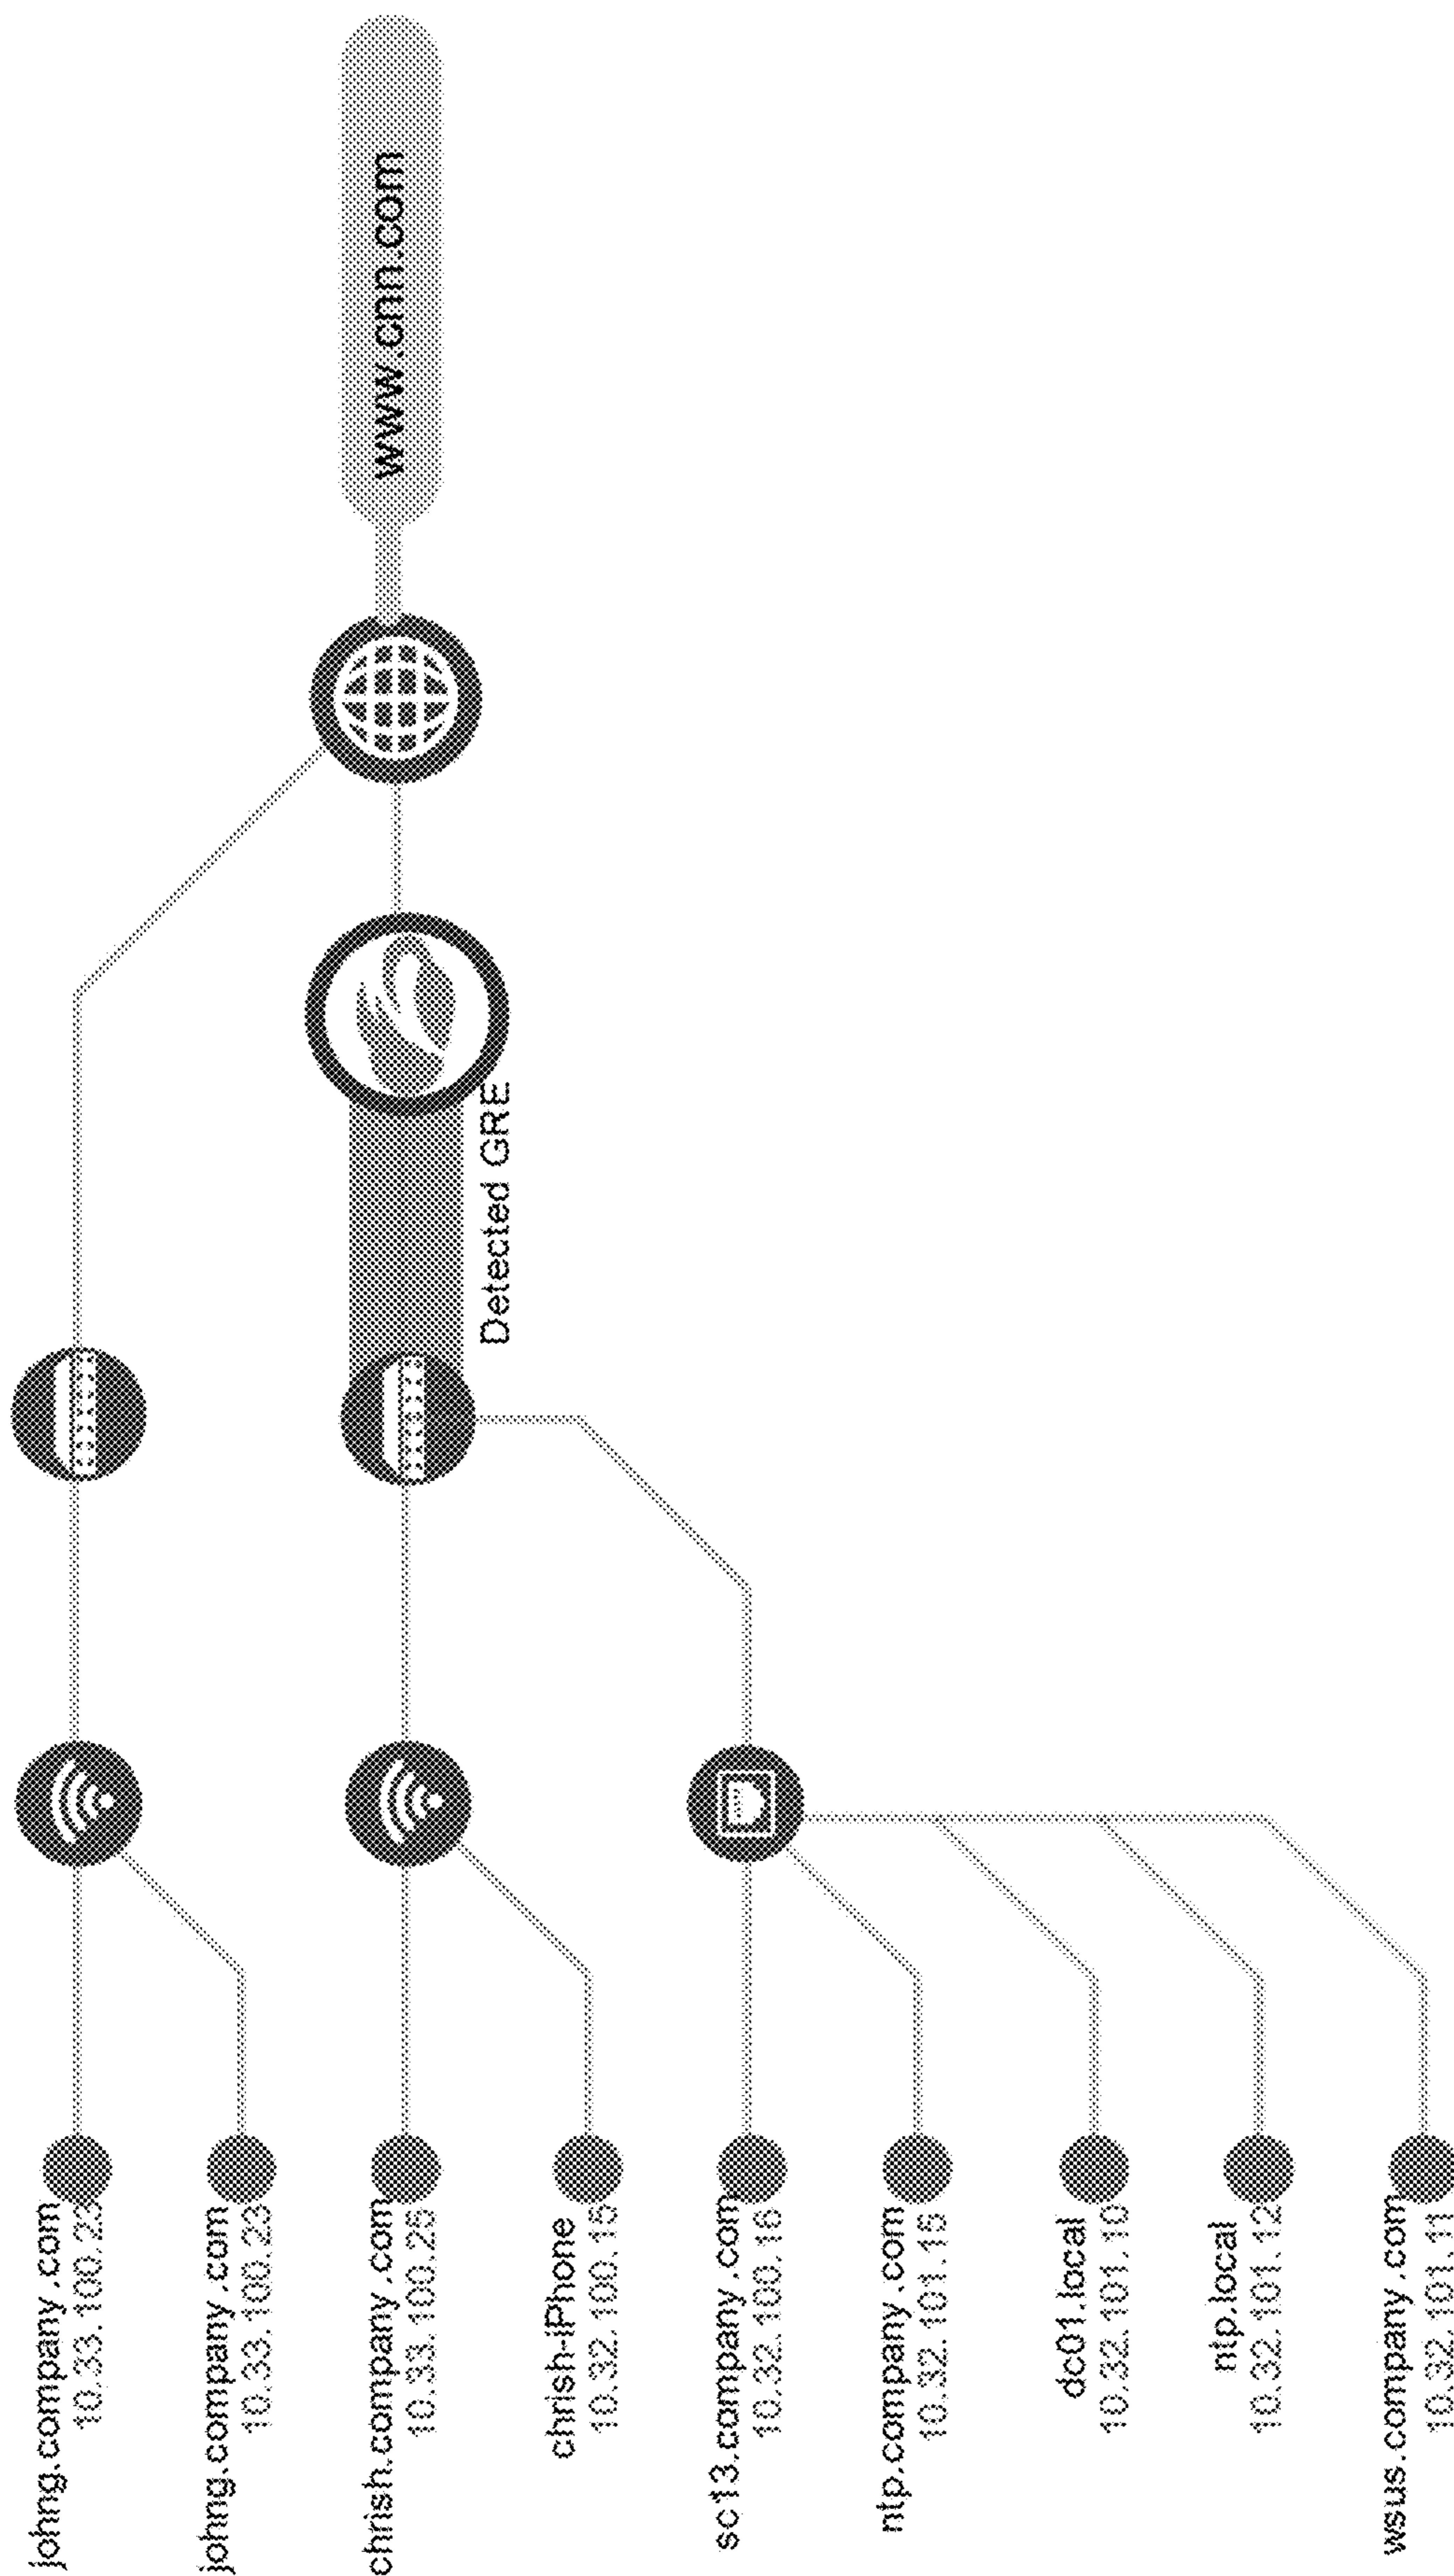 johng.company.com
10.33.100.23
johng.company.com
10.33.100.23
chrish.company.com
10.33.100.25
chrish-iPhone
10.32.100.15
sc13.company.com
10.32.100.16
ntp.company.com
10.32.101.15
dc01.local
10.32.101.10
ntp.local
10.32.101.12
wsus.company.com
10.32.101.11
Detected GRE
www.cnn.com